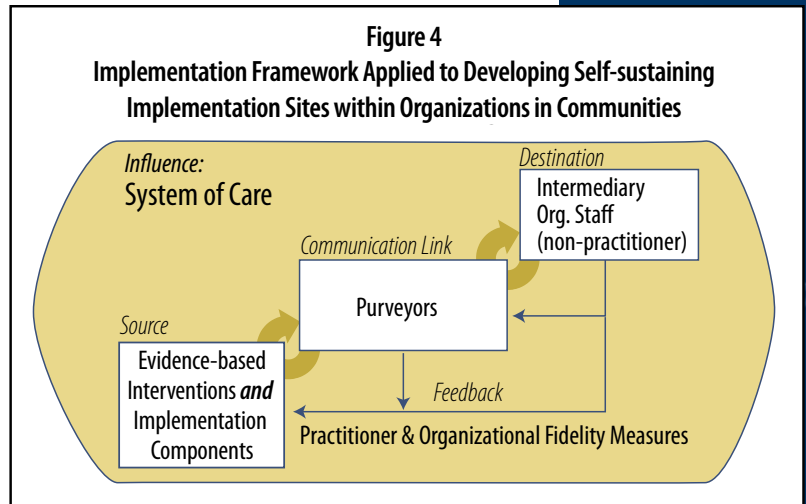 Figure 4
Implementation Framework Applied to Developing Self-sustaining
Implementation Sites within Organizations in Communities
Influence:
System of Care
Destination
Intermediary
Org. Staff
(non-practitioner)
Communication Link
Purveyors
Source
Evidence-based
Interventions and
Implementation
Components
Feedback
Practitioner & Organizational Fidelity Measures